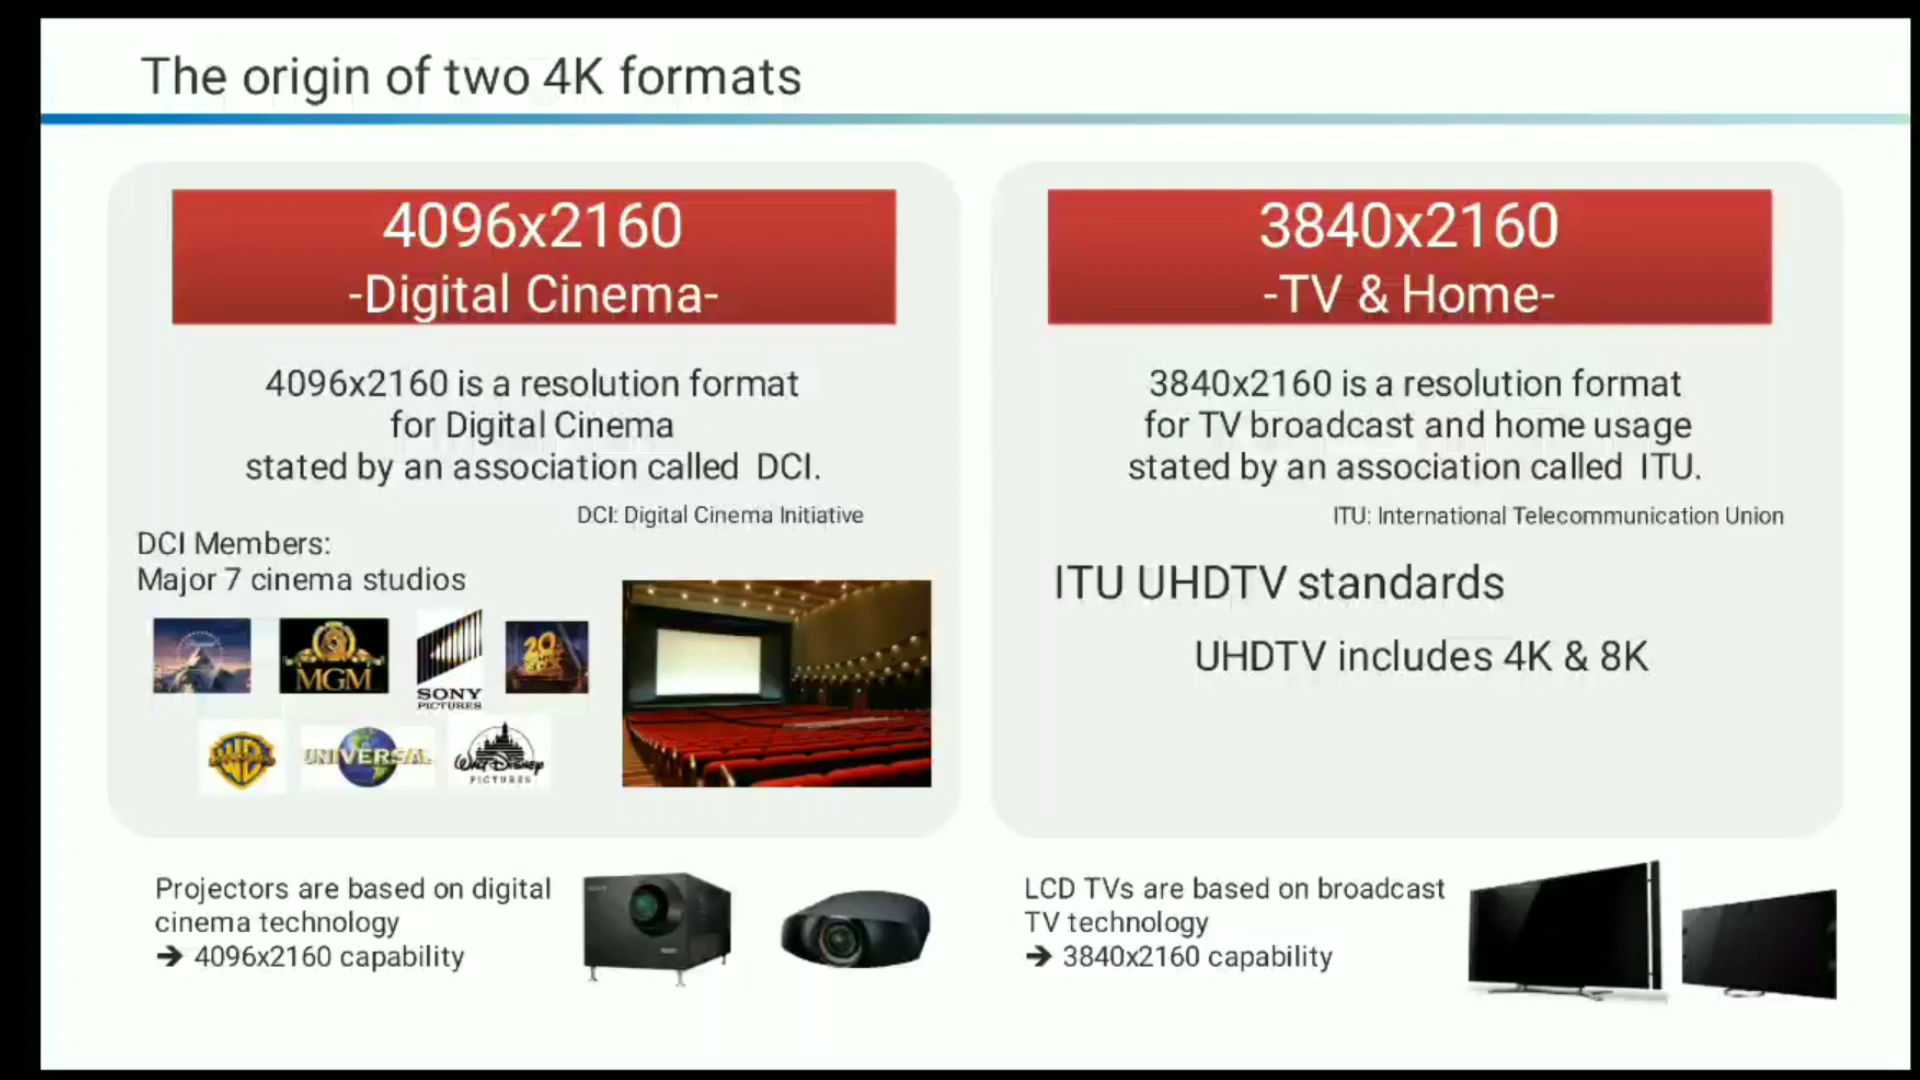 The origin of two 4K formats
4096x2160
-Digital Cinema-
4096x2160 is a resolution format
for Digital Cinema
stated by an association called DCI.
DCI: Digital Cinema Initiative
DCI Members:
Major 7 cinema studios
MGM
SONY
PICTURES
20
WB
UNIVERSAL
WALT DISNEY
PICTURES
Projectors are based on digital
cinema technology
→ 4096x2160 capability
3840x2160
-TV & Home-
3840x2160 is a resolution format
for TV broadcast and home usage
stated by an association called ITU.
ITU: International Telecommunication Union
ITU UHDTV standards
UHDTV includes 4K & 8K
LCD TVs are based on broadcast
TV technology
→ 3840x2160 capability